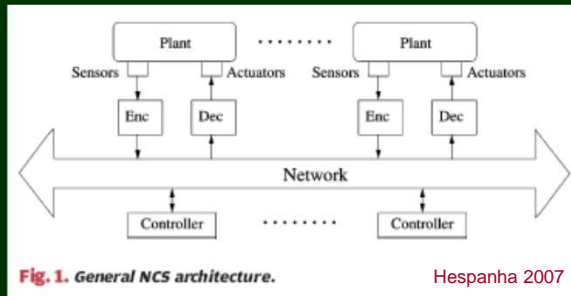 Plant
Plant
Sensors
Actuators
Sensors
Actuators
Enc
Dec
Enc
Dec
Network
Controller
Controller
Fig. 1. General NCS architecture.
Hespanha 2007